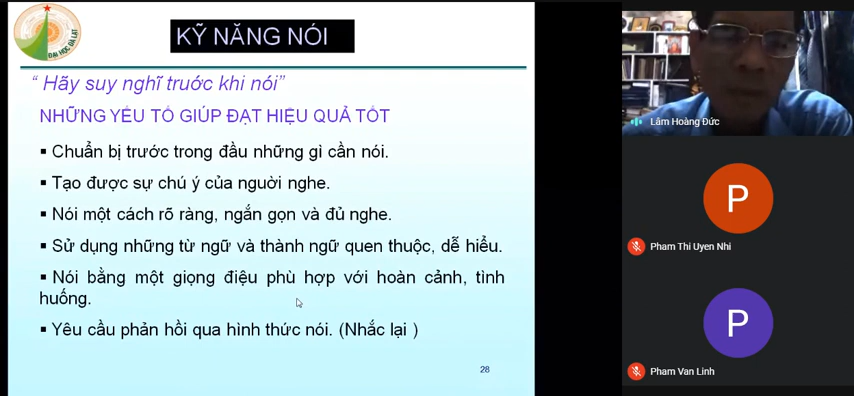 ĐẠI HỌC ĐÀ LẠT
KỸ NĂNG NÓI
“ Hãy suy nghĩ trước khi nói”
NHỮNG YẾU TỐ GIÚP ĐẠT HIỆU QUẢ TỐT
▪ Chuẩn bị trước trong đầu những gì cần nói.
▪ Tạo được sự chú ý của người nghe.
▪ Nói một cách rõ ràng, ngắn gọn và đủ nghe.
▪ Sử dụng những từ ngữ và thành ngữ quen thuộc, dễ hiểu.
▪ Nói bằng một giọng điệu phù hợp với hoàn cảnh, tình
huống.
▪ Yêu cầu phản hồi qua hình thức nói. (Nhắc lại )
28
Lâm Hoàng Đức
P
Pham Thi Uyen Nhi
P
Pham Van Linh